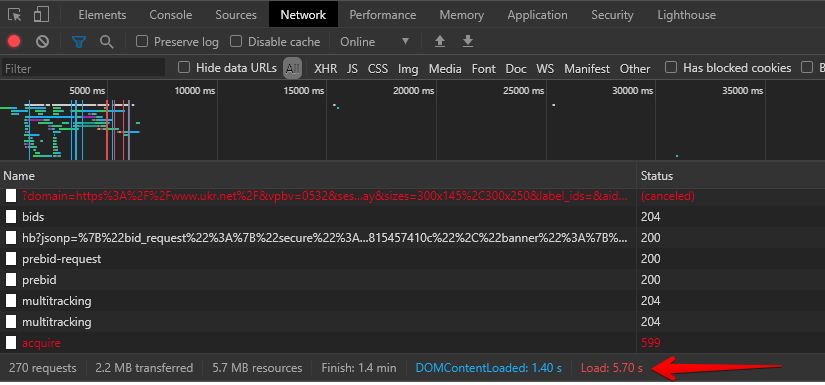 Elements Console Sources Network Performance Memory Application Security Lighthouse
Preserve log Disable cache Online
Filter Hide data URLs All XHR JS CSS Img Media Font Doc WS Manifest Other Has blocked cookies B
5000 ms 10000 ms 15000 ms 20000 ms 25000 ms 30000 ms 35000 ms
Name Status
?domain=https%3A%2F%2Fwww.ukr.net%2F&vpbv=0532&ses...ay&sizes=300x145%2C300x250&label_ids=&aid... (canceled)
bids 204
hb?jsonp=%7B%22bid_request%22%3A%7B%22secure%22%3A...815457410c%22%2C%22banner%22%3A%7B%... 200
prebid-request 200
prebid 200
multitracking 204
multitracking 204
acquire 599
270 requests 2.2 MB transferred 5.7 MB resources Finish: 1.4 min DOMContentLoaded: 1.40 s Load: 5.70 s